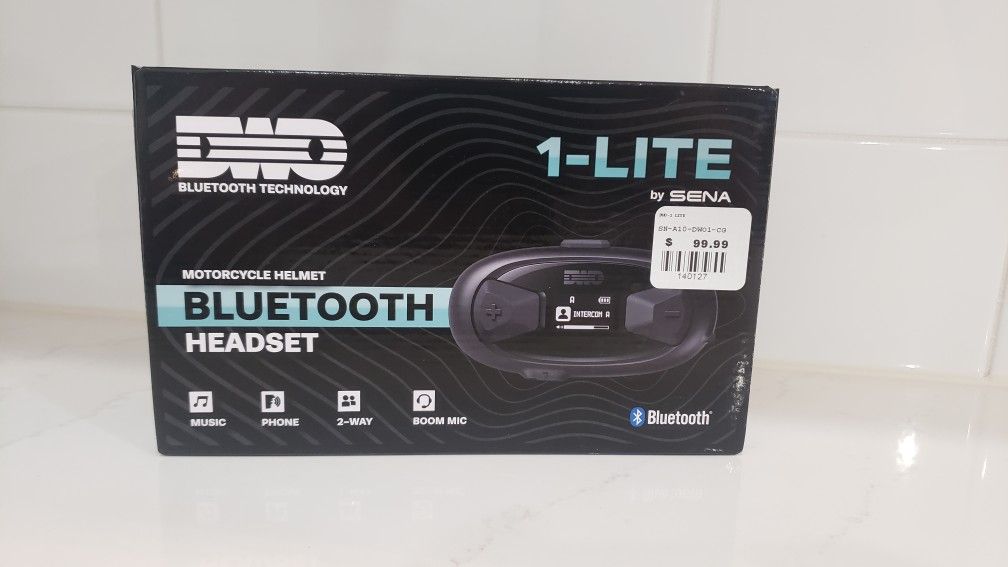 DWO
BLUETOOTH TECHNOLOGY
1-LITE
by SENA
DWO-1 LITE
SN-A10-DW01-CG
$ 99.99
140127
MOTORCYCLE HELMET
BLUETOOTH
HEADSET
DWO
A
INTERCOM A
+
-
MUSIC
PHONE
2-WAY
BOOM MIC
Bluetooth®